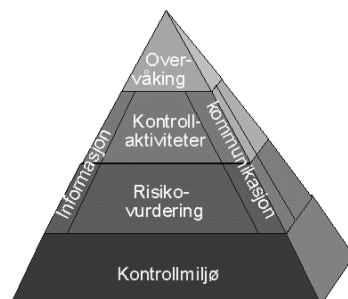 Over-
våking
Kontroll-
aktiviteter
Informasjon
kommunikasjon
Risiko-
vurdering
Kontrollmiljø